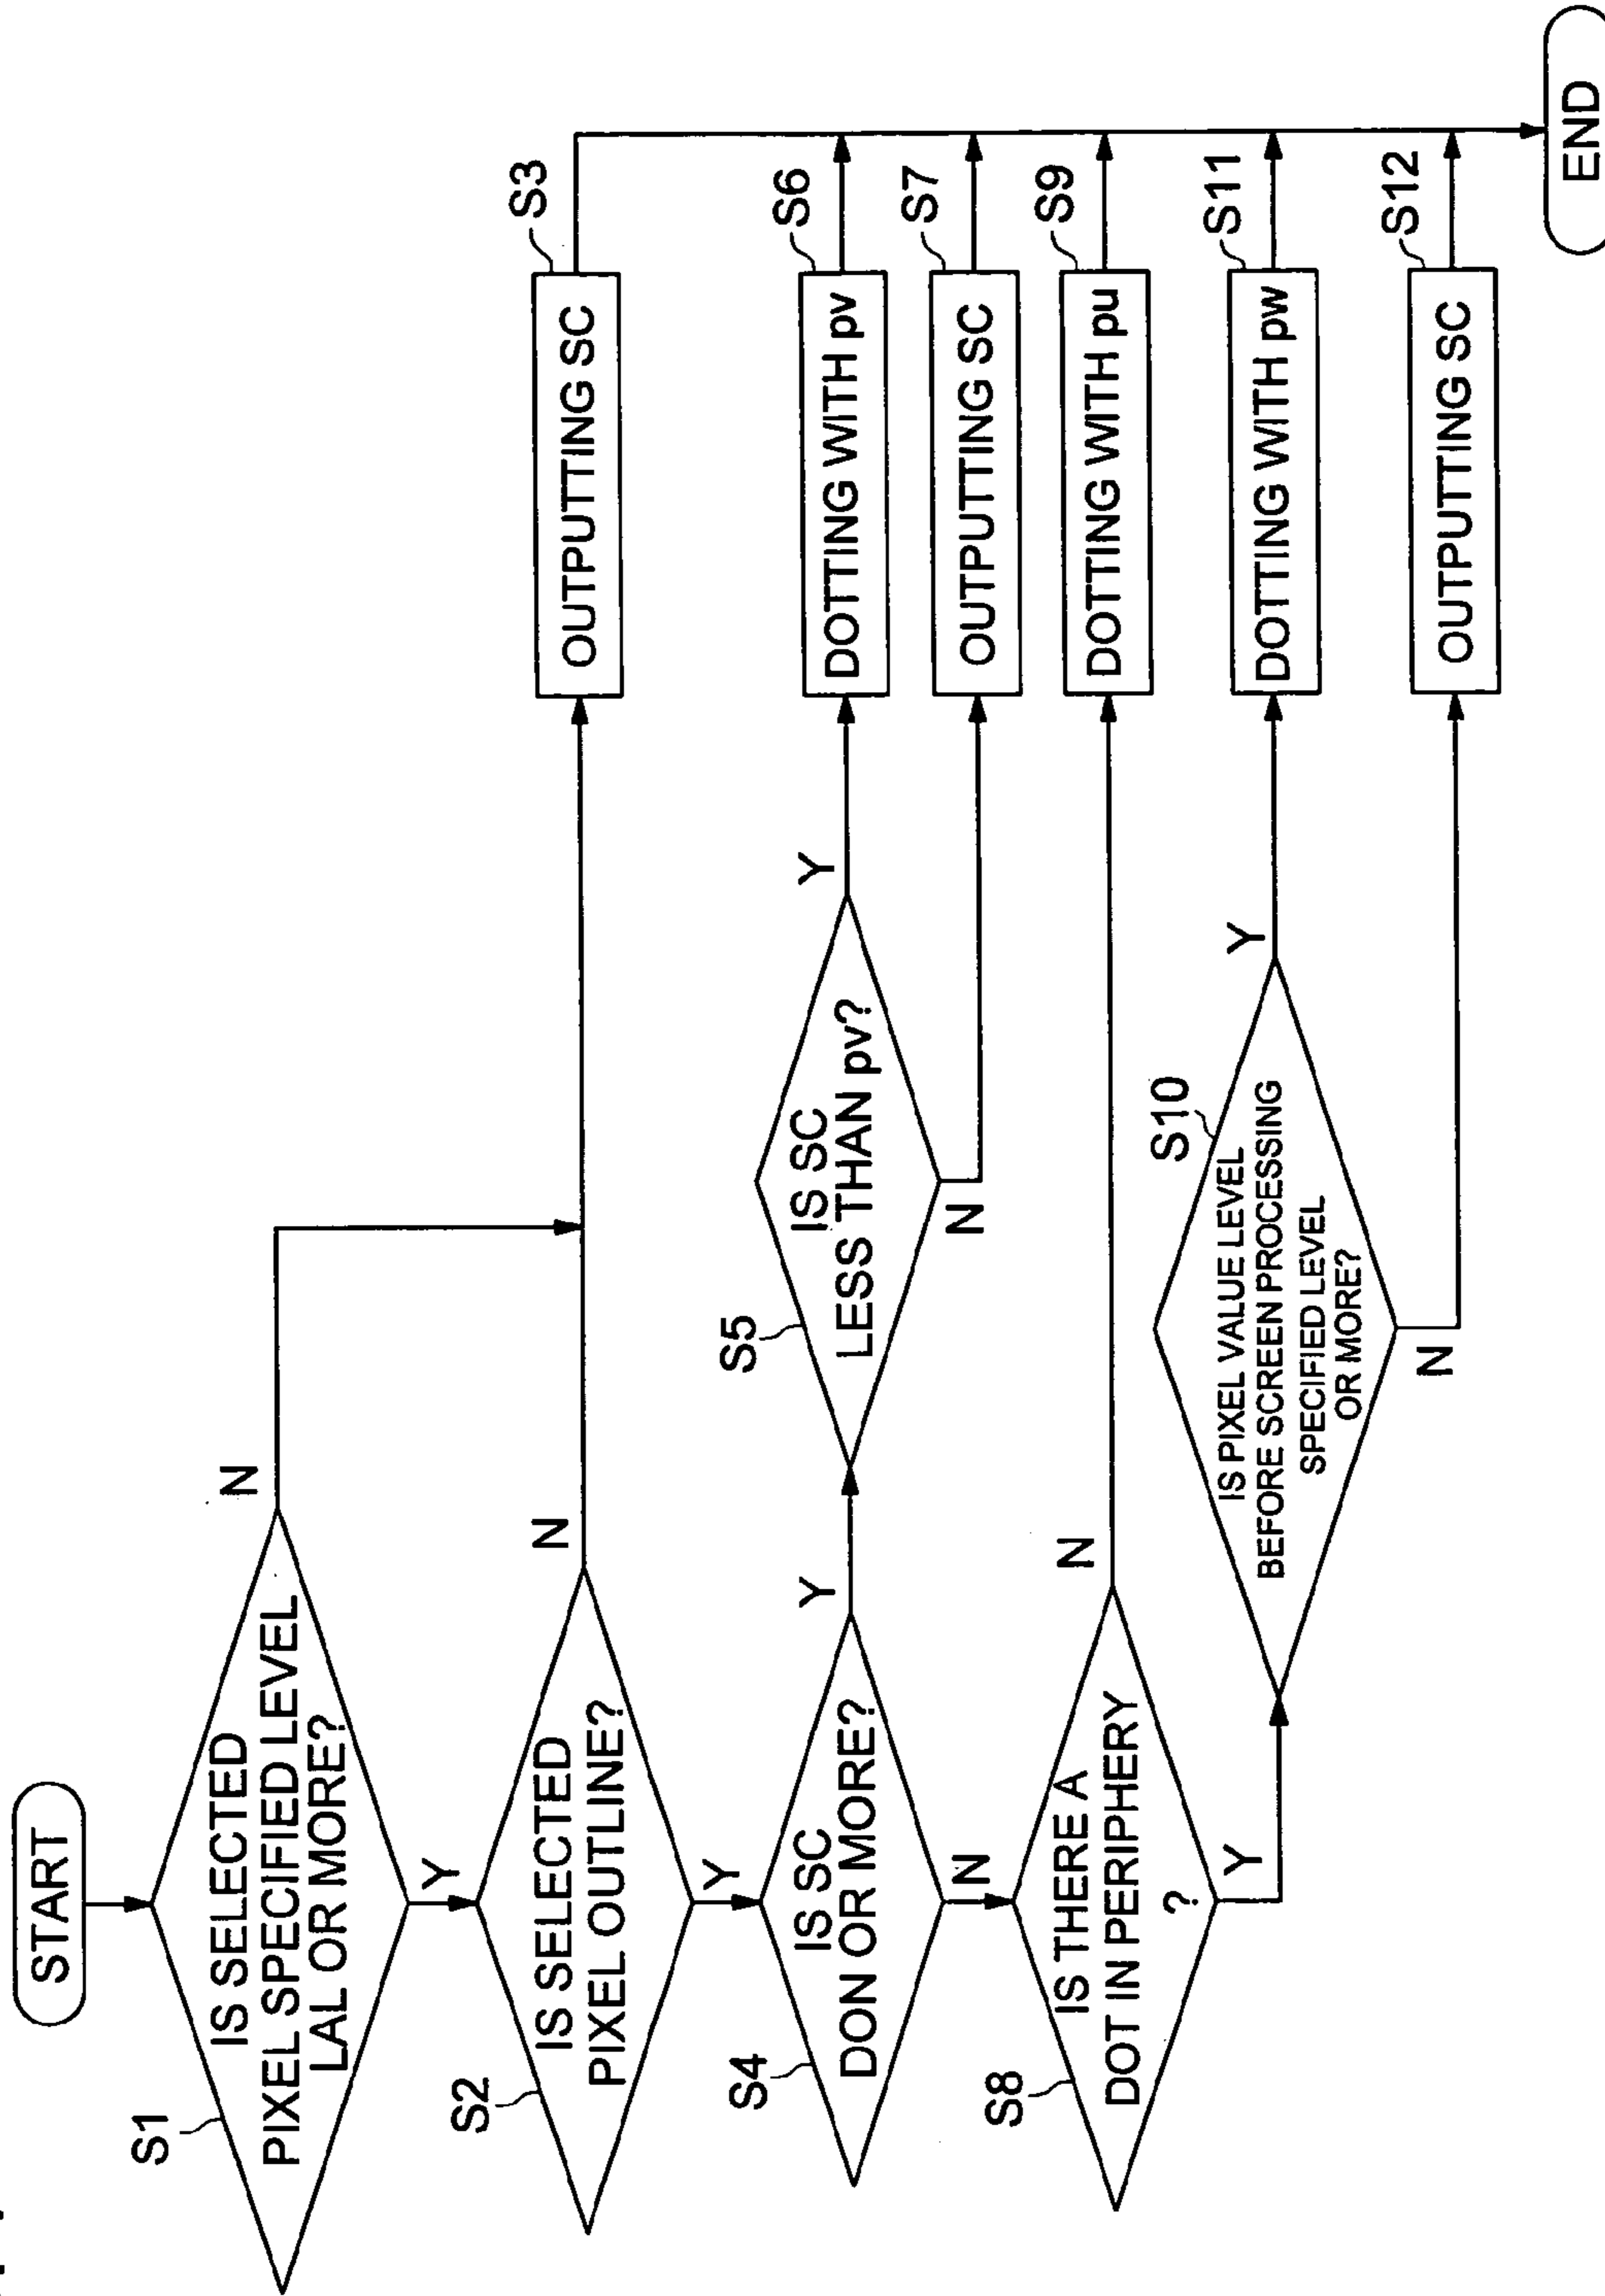 START
S1
IS SELECTED
PIXEL SPECIFIED LEVEL
LAL OR MORE?
N
Y
S2
IS SELECTED
PIXEL OUTLINE?
N
S3
OUTPUTTING SC
Y
S4
IS SC
DON OR MORE?
Y
S5
IS SC
LESS THAN pv?
Y
S6
DOTTING WITH pv
N
S7
OUTPUTTING SC
N
S8
IS THERE A
DOT IN PERIPHERY
?
N
S9
DOTTING WITH pu
Y
S10
IS PIXEL VALUE LEVEL
BEFORE SCREEN PROCESSING
SPECIFIED LEVEL
OR MORE?
Y
S11
DOTTING WITH pw
N
S12
OUTPUTTING SC
END